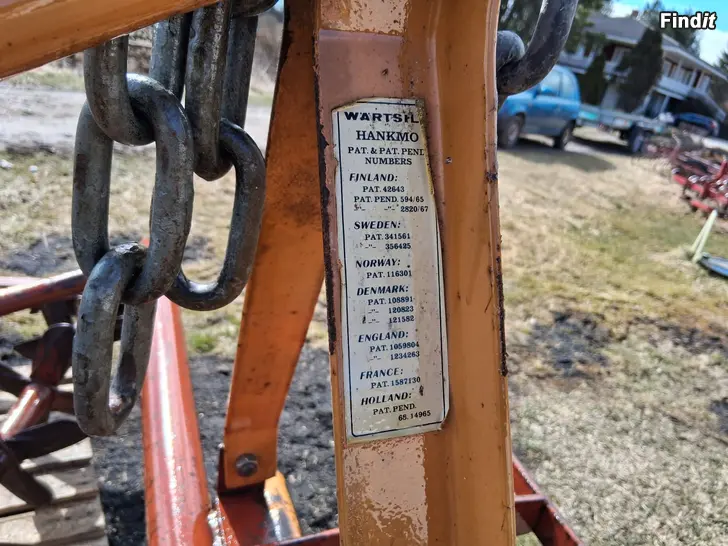 Findit
WÄRTSIL
HANKMO
PAT. & PAT. PEND
NUMBERS
FINLAND:
PAT. 42643
PAT. PEND. 594/65
-"- -"- 2820/67
SWEDEN:
PAT. 341561
-"- 356425
NORWAY:
PAT. 116301
DENMARK:
PAT. 108891
-"- 120823
-"- 121582
ENGLAND:
PAT. 1059804
-"- 1234263
FRANCE:
PAT. 1587130
HOLLAND:
PAT. PEND.
68.14965